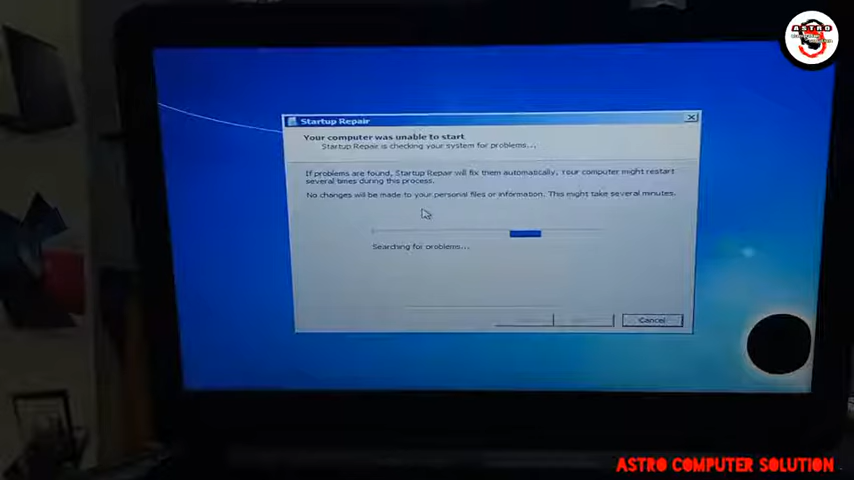 ASTRO
Startup Repair
Your computer was unable to start
Startup Repair is checking your system for problems...
If problems are found, Startup Repair will fix them automatically. Your computer might restart
several times during this process.
No changes will be made to your personal files or information. This might take several minutes.
Searching for problems...
Cancel
ASTRO COMPUTER SOLUTION